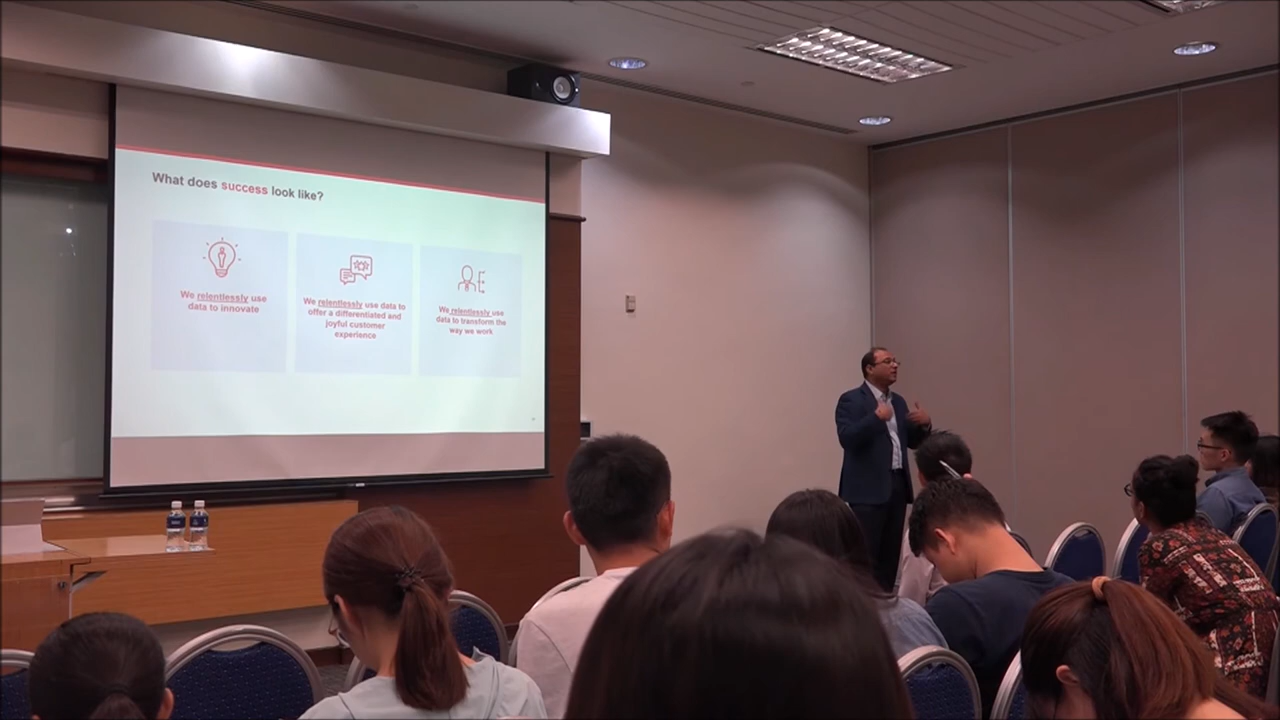 What does success look like?
We relentlessly use
data to innovate
We relentlessly use data to
offer a differentiated and
joyful customer
experience
We relentlessly use
data to transform the
way we work